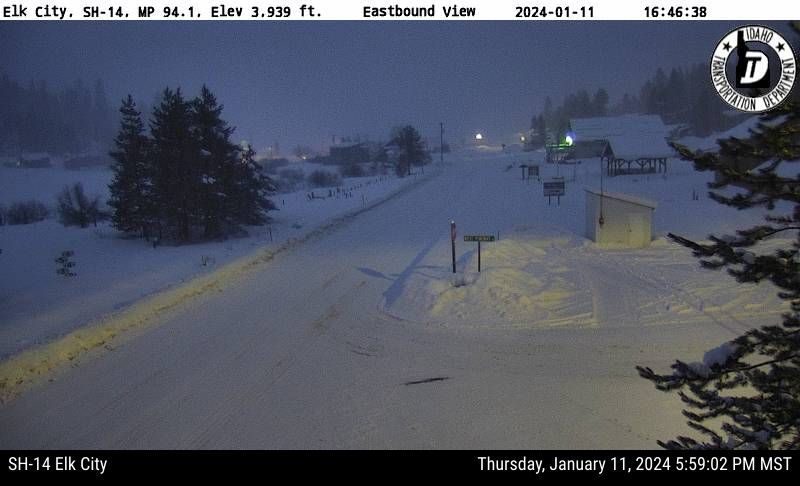 Elk City, SH-14, MP 94.1, Elev 3,939 ft. Eastbound View 2024-01-11 16:46:38
IDAHO
TRANSPORTATION DEPARTMENT
SH-14 Elk City Thursday, January 11, 2024 5:59:02 PM MST